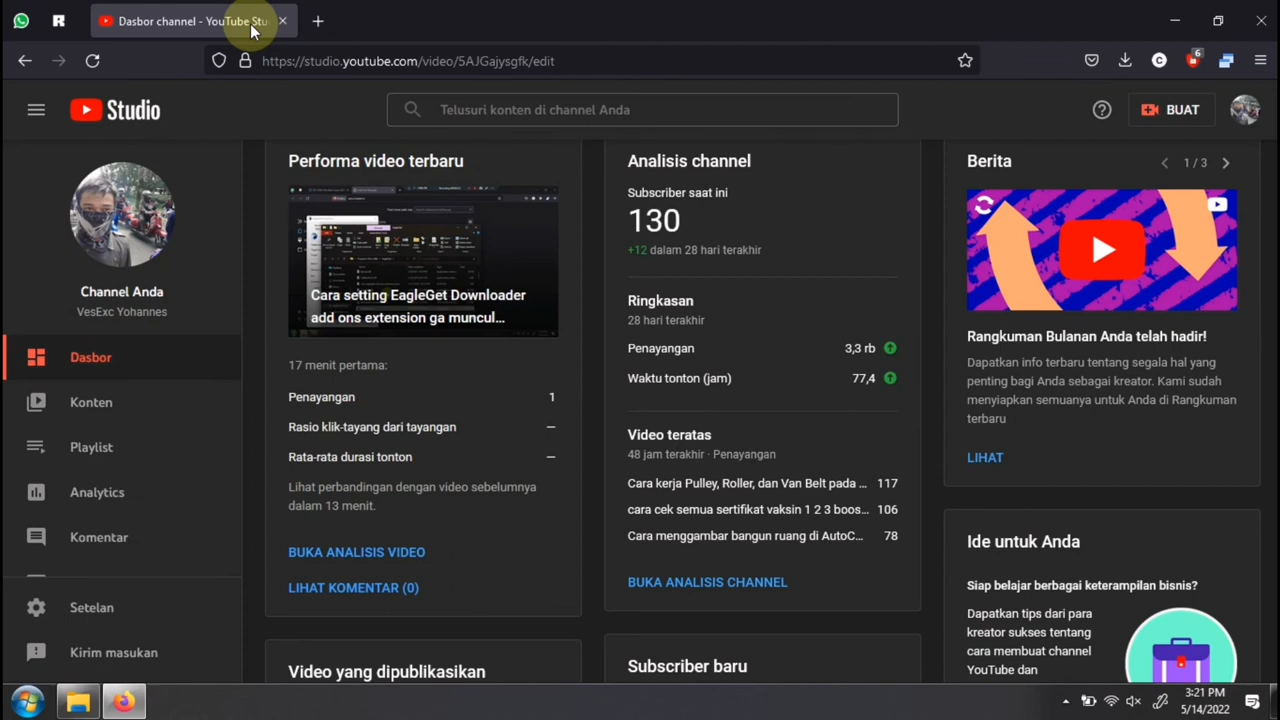 Dasbor channel - YouTube Stu
https://studio.youtube.com/video/5AJGajysgfk/edit
6
Studio
Telusuri konten di channel Anda
BUAT
Channel Anda
VesExc Yohannes
Dasbor
Konten
Playlist
Analytics
Komentar
Setelan
Kirim masukan
Performa video terbaru
Cara setting EagleGet Downloader
add ons extension ga muncul...
17 menit pertama:
Penayangan 1
Rasio klik-tayang dari tayangan —
Rata-rata durasi tonton —
Lihat perbandingan dengan video sebelumnya
dalam 13 menit.
BUKA ANALISIS VIDEO
LIHAT KOMENTAR (0)
Video yang dipublikasikan
Analisis channel
Subscriber saat ini
130
+12 dalam 28 hari terakhir
Ringkasan
28 hari terakhir
Penayangan 3,3 rb
Waktu tonton (jam) 77,4
Video teratas
48 jam terakhir · Penayangan
Cara kerja Pulley, Roller, dan Van Belt pada ... 117
cara cek semua sertifikat vaksin 1 2 3 boos... 106
Cara menggambar bangun ruang di AutoC... 78
BUKA ANALISIS CHANNEL
Subscriber baru
Berita
1 / 3
Rangkuman Bulanan Anda telah hadir!
Dapatkan info terbaru tentang segala hal yang
penting bagi Anda sebagai kreator. Kami sudah
menyiapkan semuanya untuk Anda di Rangkuman
terbaru
LIHAT
Ide untuk Anda
Siap belajar berbagai keterampilan bisnis?
Dapatkan tips dari para
kreator sukses tentang
cara membuat channel
YouTube dan
3:21 PM
5/14/2022